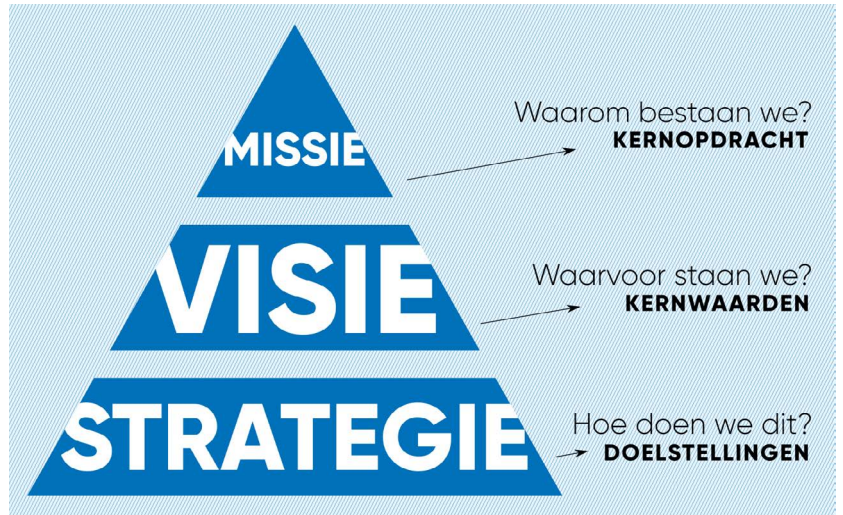 MISSIE
Waarom bestaan we?
KERNOPDRACHT
VISIE
Waarvoor staan we?
KERNWAARDEN
STRATEGIE
Hoe doen we dit?
DOELSTELLINGEN